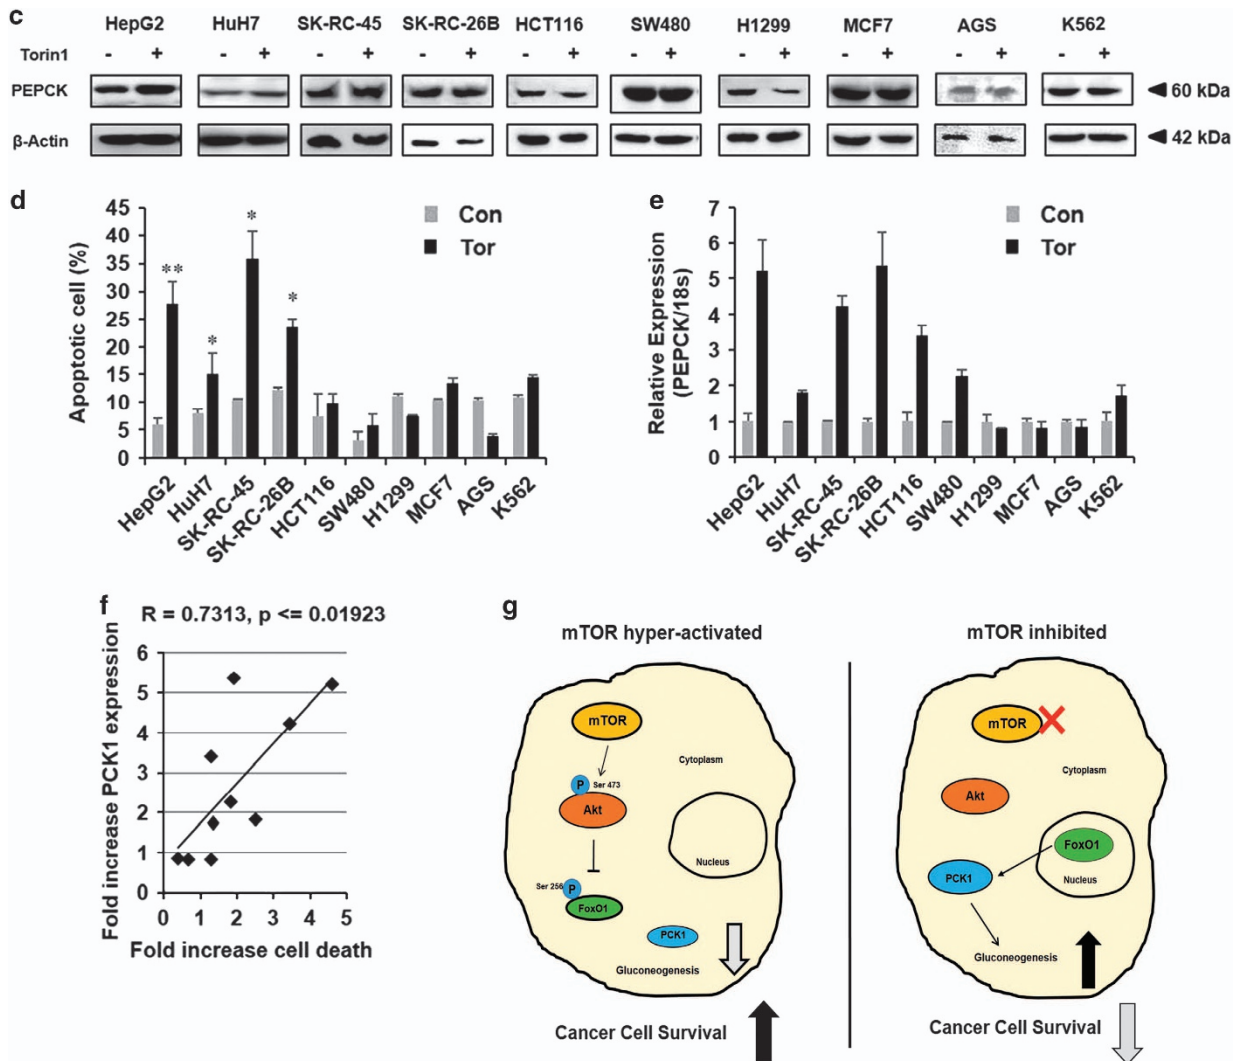 c
HepG2 HuH7 SK-RC-45 SK-RC-26B HCT116 SW480 H1299 MCF7 AGS K562
Torin1 - + - + - + - + - + - + - + - + - + - +
PEPCK 60 kDa
β-Actin 42 kDa
d
Apoptotic cell (%)
45
40
35
30
25
20
15
10
5
0
Con
Tor
**
*
*
*
HepG2 HuH7 SK-RC-45 SK-RC-26B HCT116 SW480 H1299 MCF7 AGS K562
e
Relative Expression
(PEPCK/18s)
7
6
5
4
3
2
1
0
Con
Tor
HepG2 HuH7 SK-RC-45 SK-RC-26B HCT116 SW480 H1299 MCF7 AGS K562
f
R = 0.7313, p <= 0.01923
Fold increase PCK1 expression
6
5
4
3
2
1
0
0 1 2 3 4 5
Fold increase cell death
g
mTOR hyper-activated
mTOR
Cytoplasm
P Ser 473
Akt
Nucleus
Ser 256 P
FoxO1
PCK1
Gluconeogenesis
Cancer Cell Survival
mTOR inhibited
mTOR
Cytoplasm
Akt
FoxO1
PCK1
Nucleus
Gluconeogenesis
Cancer Cell Survival